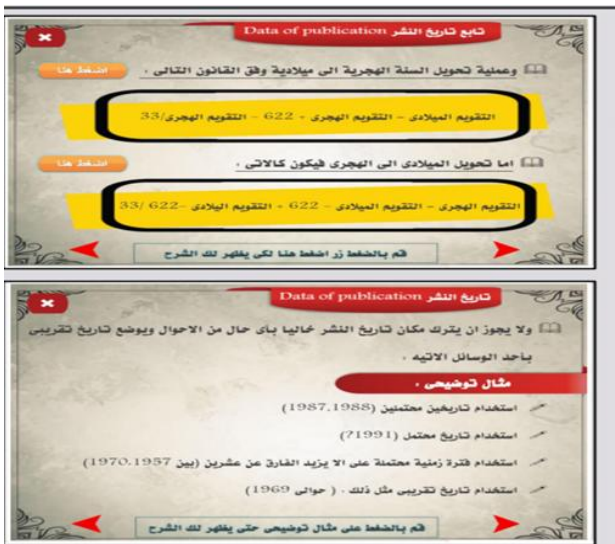 تابع تاريخ النشر Data of publication
وعملية تحويل السنة الهجرية الى ميلادية وفق القانون التالى .
اضغط هنا
التقويم الميلادى = التقويم الهجرى + 622 - التقويم الهجرى/33
اما تحويل الميلادى الى الهجرى فيكون كالاتى .
اضغط هنا
التقويم الهجرى = التقويم الميلادى - 622 + التقويم اليلادى -622 /33
قم بالضغط زر اضغط هنا لكى يظهر لك الشرح
تاريخ النشر Data of publication
ولا يجوز ان يترك مكان تاريخ النشر خاليا بأى حال من الاحوال ويوضع تاريخ تقريبى
بأحد الوسائل الاتيه .
مثال توضيحى .
استخدام تاريخين محتملين (1987.1988)
استخدام تاريخ محتمل (1991?)
استخدام فترة زمنية محتملة على الا يزيد الفارق عن عشرين (بين 1957.1970)
استخدام تاريخ تقريبى مثل ذلك . ( حوالى 1969)
قم بالضغط على مثال توضيحى حتى يظهر لك الشرح